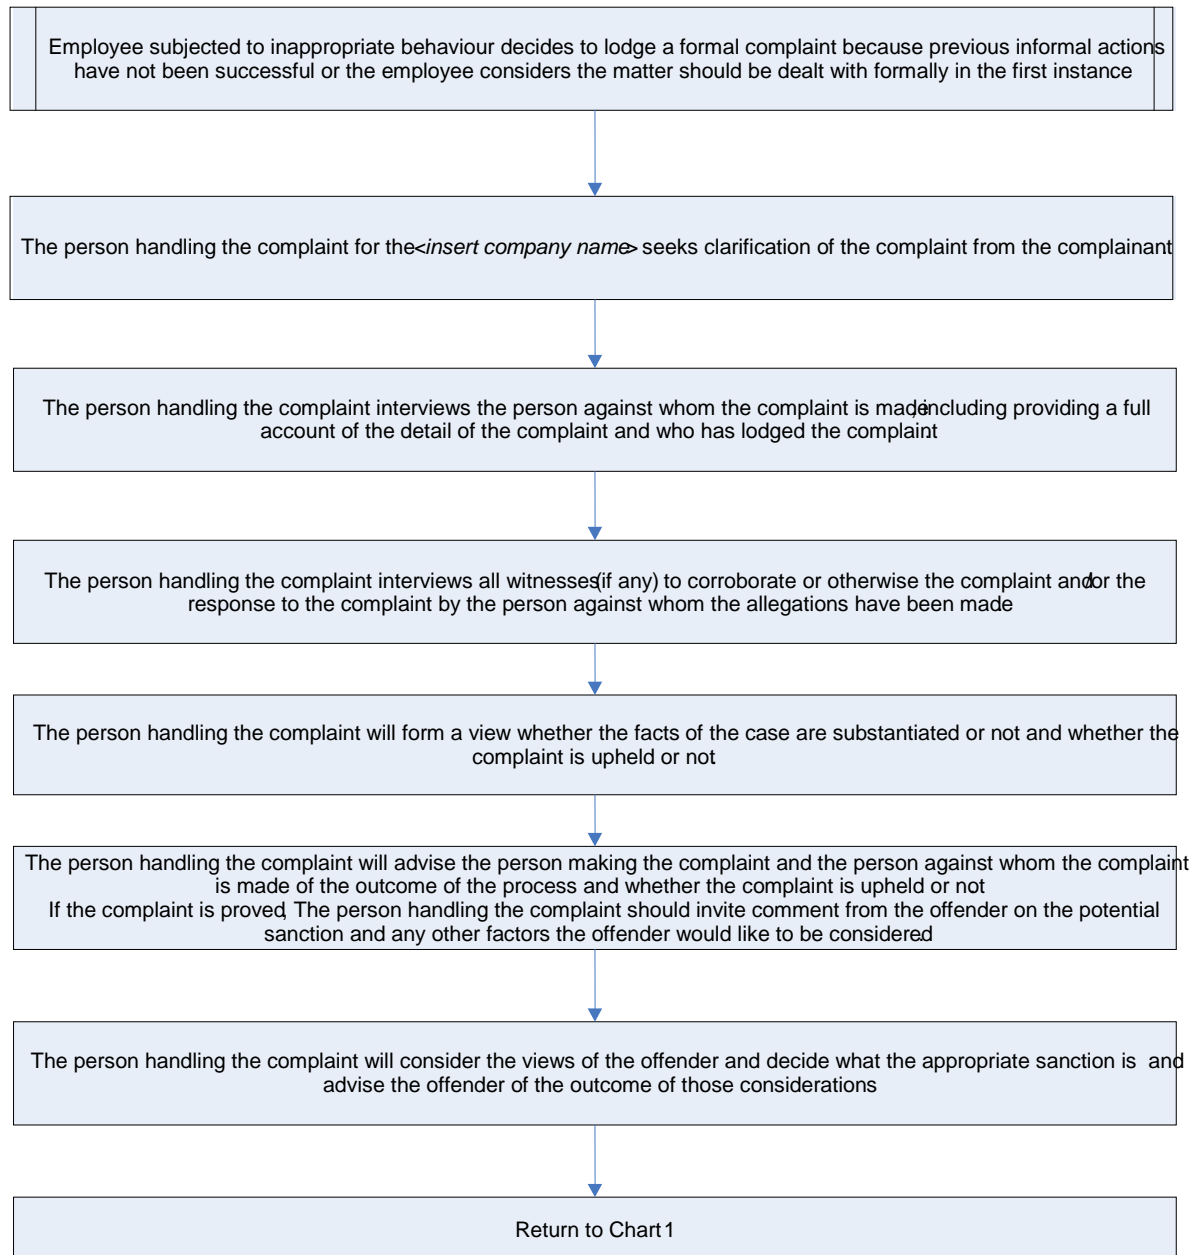 Employee subjected to inappropriate behaviour decides to lodge a formal complaint because previous informal actions
have not been successful or the employee considers the matter should be dealt with formally in the first instance
The person handling the complaint for the <insert company name> seeks clarification of the complaint from the complainant.
The person handling the complaint interviews the person against whom the complaint is made, including providing a full
account of the detail of the complaint and who has lodged the complaint.
The person handling the complaint interviews all witnesses (if any) to corroborate or otherwise the complaint and/or the
response to the complaint by the person against whom the allegations have been made
The person handling the complaint will form a view whether the facts of the case are substantiated or not and whether the
complaint is upheld or not.
The person handling the complaint will advise the person making the complaint and the person against whom the complaint
is made of the outcome of the process and whether the complaint is upheld or not.
If the complaint is proved, The person handling the complaint should invite comment from the offender on the potential
sanction and any other factors the offender would like to be considered.
The person handling the complaint will consider the views of the offender and decide what the appropriate sanction is and
advise the offender of the outcome of those considerations
Return to Chart 1